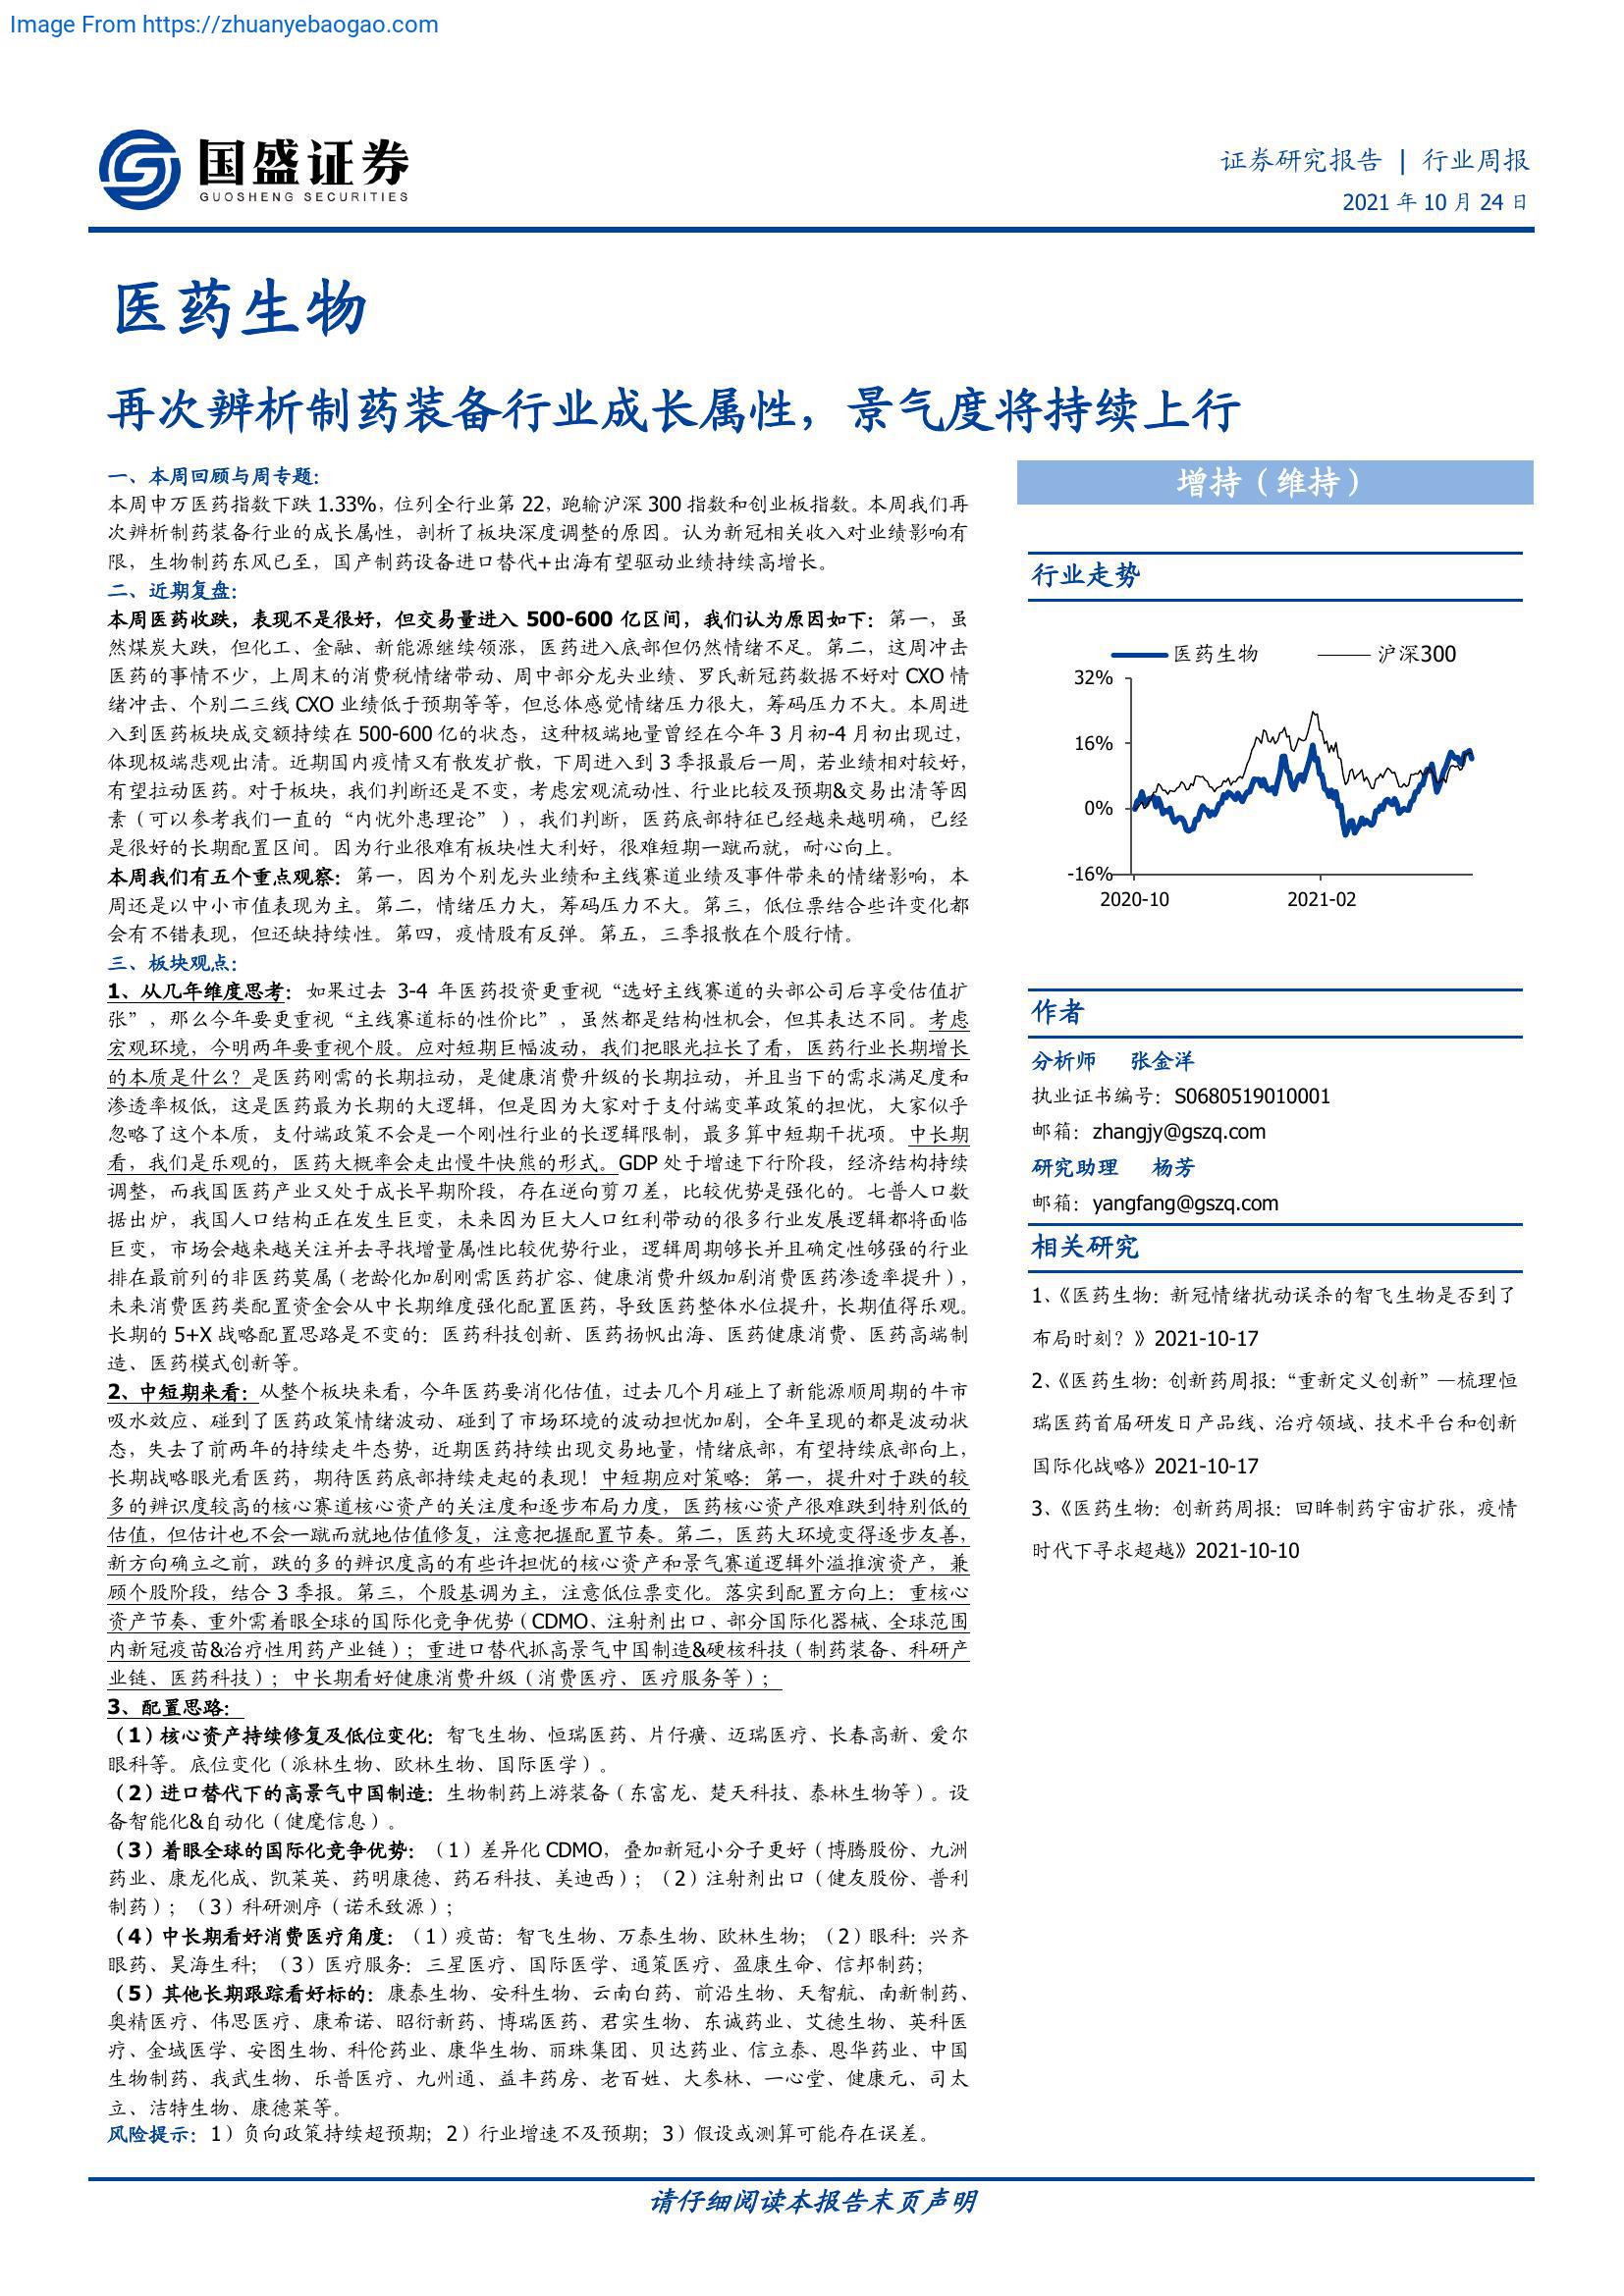 Image From https://zhuanyebaogao.com
国盛证券
GUOSHENG SECURITIES
证券研究报告 | 行业周报
2021 年 10 月 24 日
医药生物
再次辨析制药装备行业成长属性，景气度将持续上行
一、本周回顾与周专题：
本周申万医药指数下跌 1.33%，位列全行业第 22，跑输沪深 300 指数和创业板指数。本周我们再
次辨析制药装备行业的成长属性，剖析了板块深度调整的原因。认为新冠相关收入对业绩影响有
限，生物制药东风已至，国产制药设备进口替代+出海有望驱动业绩持续高增长。
二、近期复盘：
本周医药收跌，表现不是很好，但交易量进入 500-600 亿区间，我们认为原因如下：第一，虽
然煤炭大跌，但化工、金融、新能源继续领涨，医药进入底部但仍然情绪不足。第二，这周冲击
医药的事情不少，上周末的消费税情绪带动、周中部分龙头业绩、罗氏新冠药数据不好对 CXO 情
绪冲击、个别二三线 CXO 业绩低于预期等等，但总体感觉情绪压力很大，筹码压力不大。本周进
入到医药板块成交额持续在 500-600 亿的状态，这种极端地量曾经在今年 3 月初-4 月初出现过，
体现极端悲观出清。近期国内疫情又有散发扩散，下周进入到 3 季报最后一周，若业绩相对较好，
有望拉动医药。对于板块，我们判断还是不变，考虑宏观流动性、行业比较及预期&交易出清等因
素（可以参考我们一直的“内忧外患理论”），我们判断，医药底部特征已经越来越明确，已经
是很好的长期配置区间。因为行业很难有板块性大利好，很难短期一蹴而就，耐心向上。
本周我们有五个重点观察：第一，因为个别龙头业绩和主线赛道业绩及事件带来的情绪影响，本
周还是以中小市值表现为主。第二，情绪压力大，筹码压力不大。第三，低位票结合些许变化都
会有不错表现，但还缺持续性。第四，疫情股有反弹。第五，三季报散在个股行情。
三、板块观点：
1、从几年维度思考：如果过去 3-4 年医药投资更重视“选好主线赛道的头部公司后享受估值扩
张”，那么今年要更重视“主线赛道标的性价比”，虽然都是结构性机会，但其表达不同。考虑
宏观环境，今明两年要重视个股。应对短期巨幅波动，我们把眼光拉长了看，医药行业长期增长
的本质是什么？是医药刚需的长期拉动，是健康消费升级的长期拉动，并且当下的需求满足度和
渗透率极低，这是医药最为长期的大逻辑，但是因为大家对于支付端变革政策的担忧，大家似乎
忽略了这个本质，支付端政策不会是一个刚性行业的长逻辑限制，最多算中短期干扰项。中长期
看，我们是乐观的，医药大概率会走出慢牛快熊的形式。GDP 处于增速下行阶段，经济结构持续
调整，而我国医药产业又处于成长早期阶段，存在逆向剪刀差，比较优势是强化的。七普人口数
据出炉，我国人口结构正在发生巨变，未来因为巨大人口红利带动的很多行业发展逻辑都将面临
巨变，市场会越来越关注并去寻找增量属性比较优势行业，逻辑周期够长并且确定性够强的行业
排在最前列的非医药莫属（老龄化加剧刚需医药扩容、健康消费升级加剧消费医药渗透率提升），
未来消费医药类配置资金会从中长期维度强化配置医药，导致医药整体水位提升，长期值得乐观。
长期的 5+X 战略配置思路是不变的：医药科技创新、医药扬帆出海、医药健康消费、医药高端制
造、医药模式创新等。
2、中短期来看：从整个板块来看，今年医药要消化估值，过去几个月碰上了新能源顺周期的牛市
吸水效应、碰到了医药政策情绪波动、碰到了市场环境的波动担忧加剧，全年呈现的都是波动状
态，失去了前两年的持续走牛态势，近期医药持续出现交易地量，情绪底部，有望持续底部向上，
长期战略眼光看医药，期待医药底部持续走起的表现！中短期应对策略：第一，提升对于跌的较
多的辨识度较高的核心赛道核心资产的关注度和逐步布局力度，医药核心资产很难跌到特别低的
估值，但估计也不会一蹴而就地估值修复，注意把握配置节奏。第二，医药大环境变得逐步友善，
新方向确立之前，跌的多的辨识度高的有些许担忧的核心资产和景气赛道逻辑外溢推演资产，兼
顾个股阶段，结合 3 季报。第三，个股基调为主，注意低位票变化。落实到配置方向上：重核心
资产节奏、重外需着眼全球的国际化竞争优势（CDMO、注射剂出口、部分国际化器械、全球范围
内新冠疫苗&治疗性用药产业链）；重进口替代抓高景气中国制造&硬核科技（制药装备、科研产
业链、医药科技）；中长期看好健康消费升级（消费医疗、医疗服务等）；
3、配置思路：
（1）核心资产持续修复及低位变化：智飞生物、恒瑞医药、片仔癀、迈瑞医疗、长春高新、爱尔
眼科等。底位变化（派林生物、欧林生物、国际医学）。
（2）进口替代下的高景气中国制造：生物制药上游装备（东富龙、楚天科技、泰林生物等）。设
备智能化&自动化（健麾信息）。
（3）着眼全球的国际化竞争优势：（1）差异化 CDMO，叠加新冠小分子更好（博腾股份、九洲
药业、康龙化成、凯莱英、药明康德、药石科技、美迪西）；（2）注射剂出口（健友股份、普利
制药）；（3）科研测序（诺禾致源）；
（4）中长期看好消费医疗角度：（1）疫苗：智飞生物、万泰生物、欧林生物；（2）眼科：兴齐
眼药、昊海生科；（3）医疗服务：三星医疗、国际医学、通策医疗、盈康生命、信邦制药；
（5）其他长期跟踪看好标的：康泰生物、安科生物、云南白药、前沿生物、天智航、南新制药、
奥精医疗、伟思医疗、康希诺、昭衍新药、博瑞医药、君实生物、东诚药业、艾德生物、英科医
疗、金域医学、安图生物、科伦药业、康华生物、丽珠集团、贝达药业、信立泰、恩华药业、中国
生物制药、我武生物、乐普医疗、九州通、益丰药房、老百姓、大参林、一心堂、健康元、司太
立、洁特生物、康德莱等。
风险提示：1）负向政策持续超预期；2）行业增速不及预期；3）假设或测算可能存在误差。
增持（维持）
行业走势
医药生物 沪深300
32%
16%
0%
-16%
2020-10 2021-02
作者
分析师 张金洋
执业证书编号：S0680519010001
邮箱：zhangjy@gszq.com
研究助理 杨芳
邮箱：yangfang@gszq.com
相关研究
1、《医药生物：新冠情绪扰动误杀的智飞生物是否到了
布局时刻？》2021-10-17
2、《医药生物：创新药周报：“重新定义创新”—梳理恒
瑞医药首届研发日产品线、治疗领域、技术平台和创新
国际化战略》2021-10-17
3、《医药生物：创新药周报：回眸制药宇宙扩张，疫情
时代下寻求超越》2021-10-10
请仔细阅读本报告末页声明